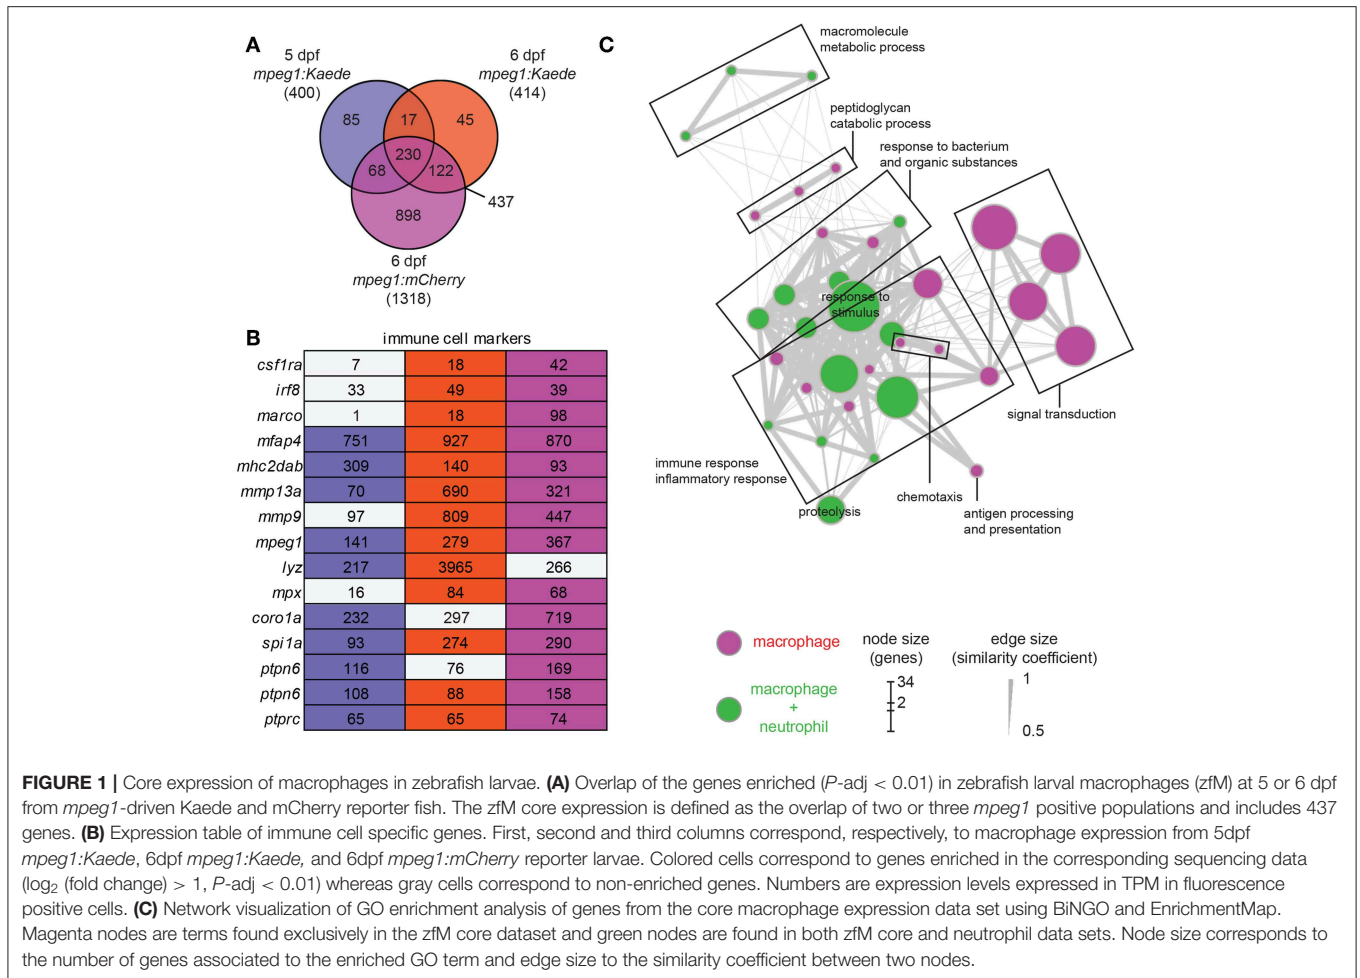 A
5 dpf
mpeg1:Kaede
(400)
6 dpf
mpeg1:Kaede
(414)
85
17
45
230
68
122
437
898
6 dpf
mpeg1:mCherry
(1318)
B
immune cell markers
csf1ra 7 18 42
irf8 33 49 39
marco 1 18 98
mfap4 751 927 870
mhc2dab 309 140 93
mmp13a 70 690 321
mmp9 97 809 447
mpeg1 141 279 367
lyz 217 3965 266
mpx 16 84 68
coro1a 232 297 719
spi1a 93 274 290
ptpn6 116 76 169
ptpn6 108 88 158
ptprc 65 65 74
C
macromolecule
metabolic process
peptidoglycan
catabolic process
response to bacterium
and organic substances
response to
stimulus
signal transduction
immune response
inflammatory response
chemotaxis
proteolysis
antigen processing
and presentation
macrophage
macrophage
+
neutrophil
node size
(genes)
34
2
edge size
(similarity coefficient)
1
0.5
FIGURE 1 | Core expression of macrophages in zebrafish larvae. (A) Overlap of the genes enriched (P-adj < 0.01) in zebrafish larval macrophages (zfM) at 5 or 6 dpf
from mpeg1-driven Kaede and mCherry reporter fish. The zfM core expression is defined as the overlap of two or three mpeg1 positive populations and includes 437
genes. (B) Expression table of immune cell specific genes. First, second and third columns correspond, respectively, to macrophage expression from 5dpf
mpeg1:Kaede, 6dpf mpeg1:Kaede, and 6dpf mpeg1:mCherry reporter larvae. Colored cells correspond to genes enriched in the corresponding sequencing data
(log2 (fold change) > 1, P-adj < 0.01) whereas gray cells correspond to non-enriched genes. Numbers are expression levels expressed in TPM in fluorescence
positive cells. (C) Network visualization of GO enrichment analysis of genes from the core macrophage expression data set using BiNGO and EnrichmentMap.
Magenta nodes are terms found exclusively in the zfM core dataset and green nodes are found in both zfM core and neutrophil data sets. Node size corresponds to
the number of genes associated to the enriched GO term and edge size to the similarity coefficient between two nodes.